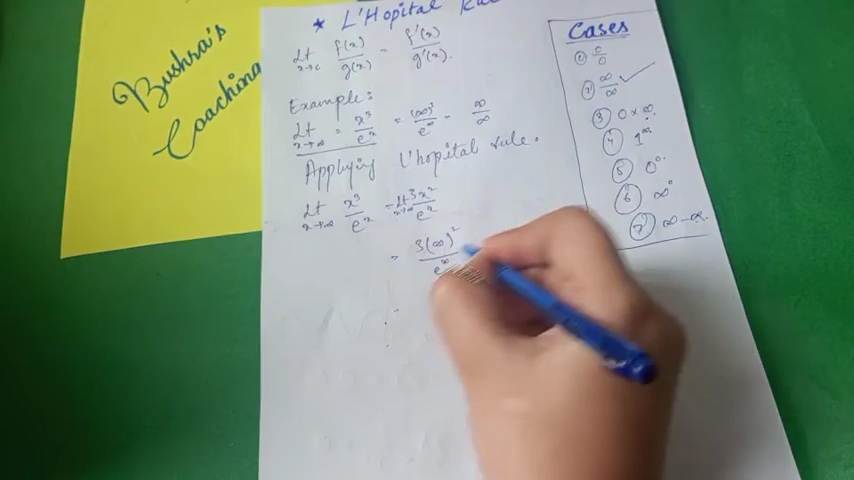 Bushra's
Coaching
* L'Hopital
Lt x→c f(x)/g(x) = f'(x)/g'(x).
Example:
Lt x→∞ = x³/eˣ = (∞)³/e^∞ = ∞/∞
Applying L'hopital rule.
Lt x→∞ x³/eˣ = Lt x→∞ 3x²/eˣ
= 3(∞)²/e^∞
Cases
① 0/0
② ∞/∞ ✓
③ 0×∞.
④ 1^∞.
⑤ 0⁰.
⑥ ∞⁰
⑦ ∞-∞.